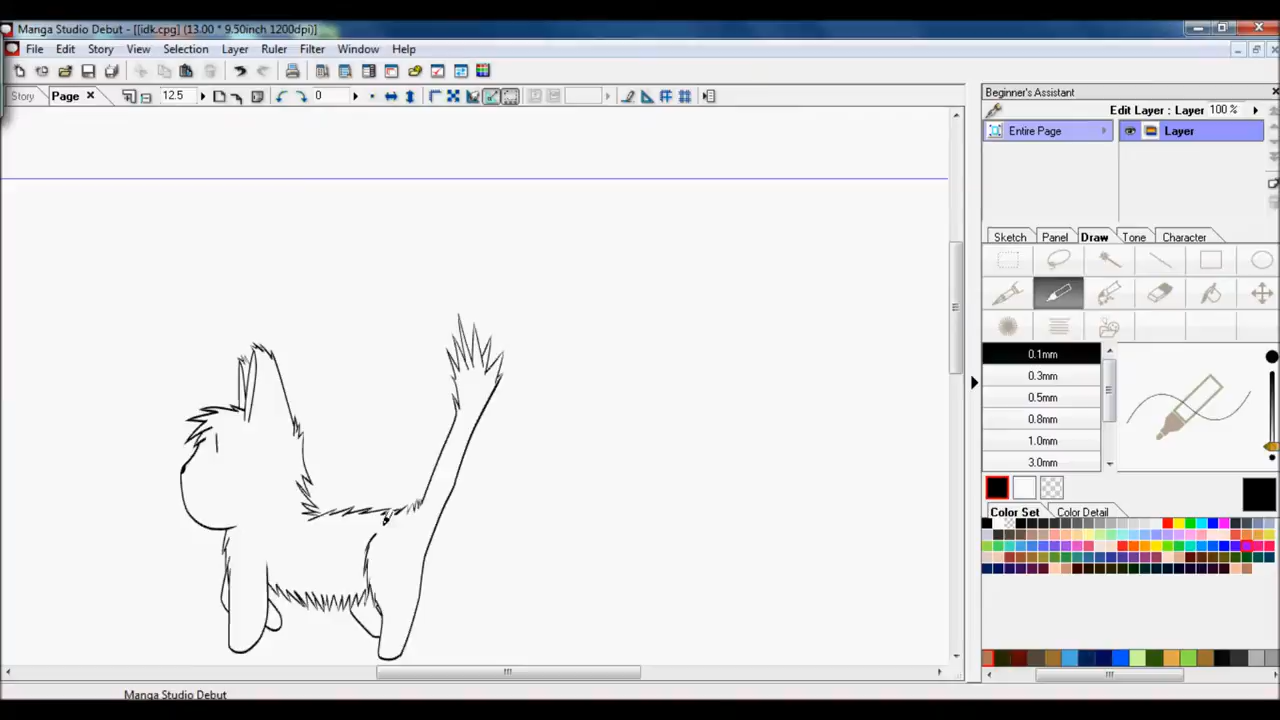 Manga Studio Debut - [[idk.cpg] (13.00 * 9.50inch 1200dpi)]
File Edit Story View Selection Layer Ruler Filter Window Help
Story Page 12.5 0
Beginner's Assistant
Edit Layer : Layer 100 %
Entire Page Layer
Sketch Panel Draw Tone Character
0.1mm
0.3mm
0.5mm
0.8mm
1.0mm
3.0mm
Color Set Color Detail
Manga Studio Debut